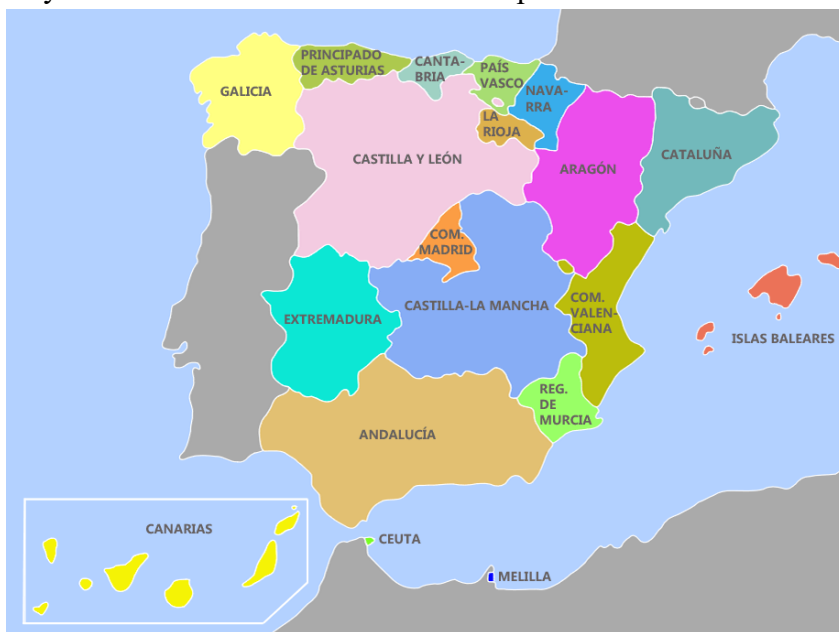 PRINCIPADO
DE ASTURIAS
CANTA-
BRIA
PAÍS
VASCO
GALICIA
NAVA-
RRA
LA
RIOJA
CASTILLA Y LEÓN
ARAGÓN
CATALUÑA
COM.
MADRID
EXTREMADURA
CASTILLA-LA MANCHA
COM.
VALEN-
CIANA
ISLAS BALEARES
REG.
DE
MURCIA
ANDALUCÍA
CANARIAS
CEUTA
MELILLA